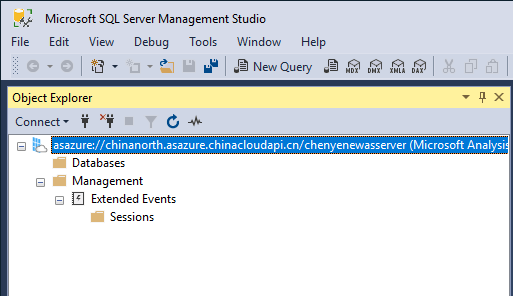 Microsoft SQL Server Management Studio
File Edit View Debug Tools Window Help
New Query MDX DMX XMLA DAX
Object Explorer
Connect
asazure://chinanorth.asazure.chinacloudapi.cn/chenyenewasserver (Microsoft Analysis
Databases
Management
Extended Events
Sessions